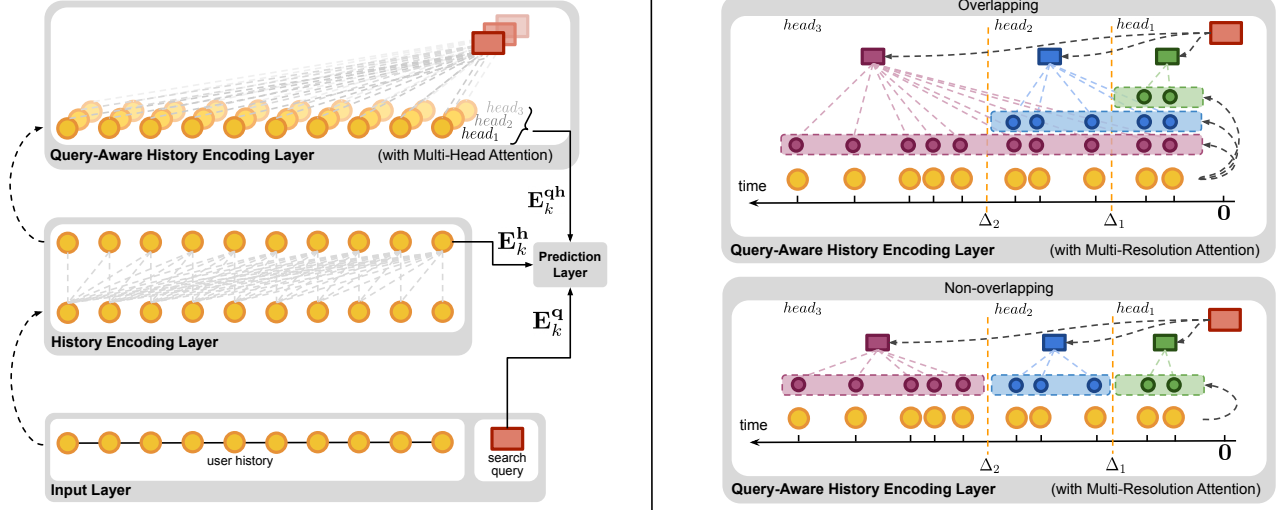 head₃
head₂
head₁
Query-Aware History Encoding Layer (with Multi-Head Attention)
E_k^qh
E_k^h
Prediction
Layer
E_k^q
History Encoding Layer
user history
search
query
Input Layer
Overlapping
head₃ head₂ head₁
time
Δ₂ Δ₁ 0
Query-Aware History Encoding Layer (with Multi-Resolution Attention)
Non-overlapping
head₃ head₂ head₁
time
Δ₂ Δ₁ 0
Query-Aware History Encoding Layer (with Multi-Resolution Attention)